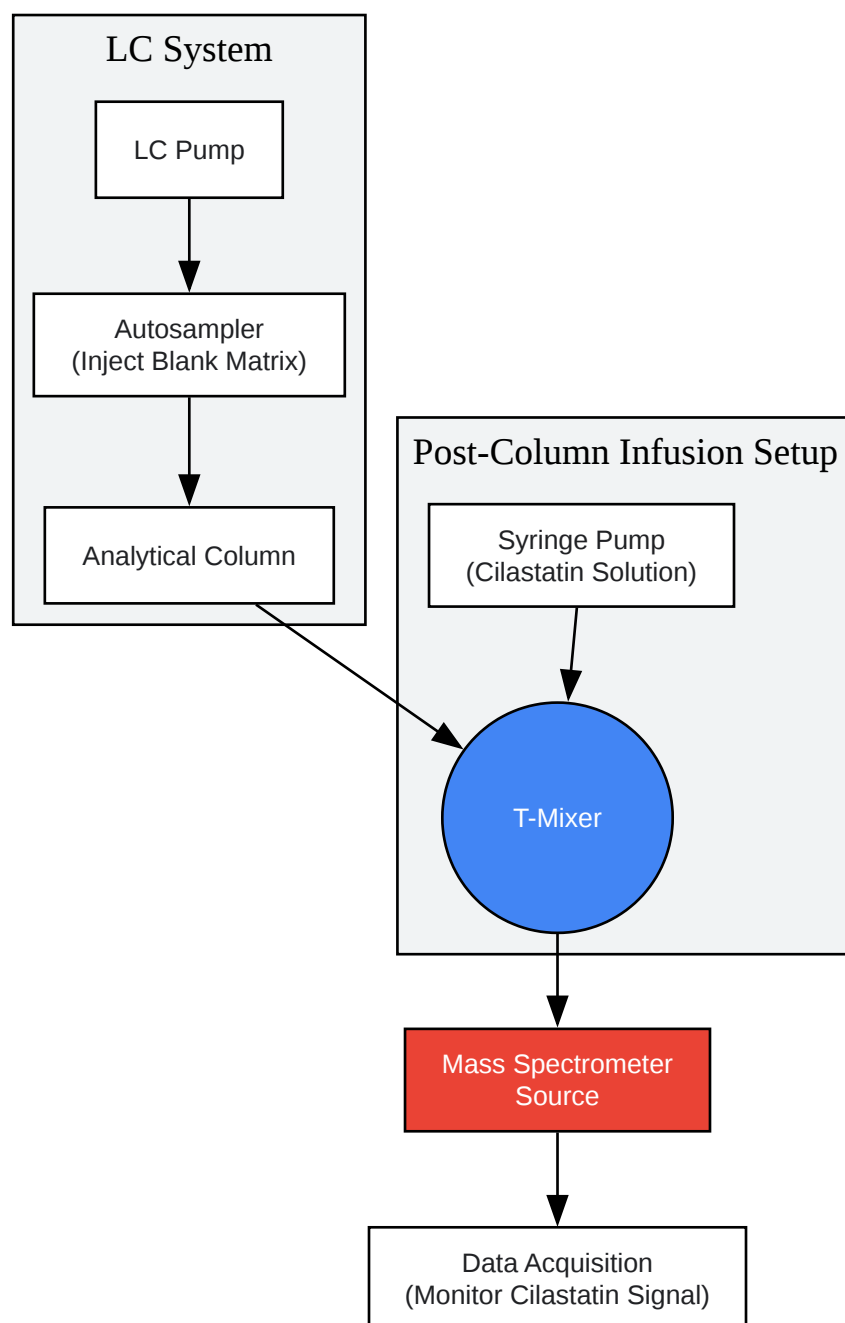 LC System
LC Pump
Autosampler
(Inject Blank Matrix)
Analytical Column
Post-Column Infusion Setup
Syringe Pump
(Cilastatin Solution)
T-Mixer
Mass Spectrometer
Source
Data Acquisition
(Monitor Cilastatin Signal)